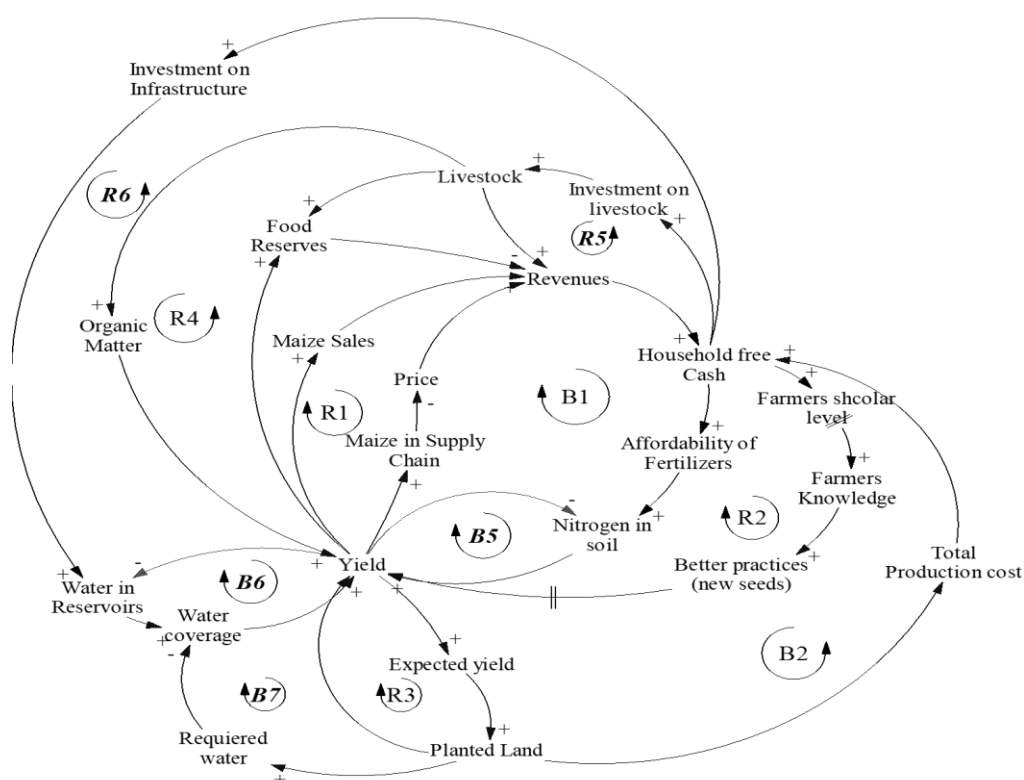 +
Investment on
Infrastructure
R6
Livestock
+
Investment on
livestock
+
R5
+
Food
Reserves
+
-
+
Revenues
+
+
Organic
Matter
R4
Maize Sales
+
Price
-
R1
B1
+
Household free
Cash
+
+
Farmers shcolar
level
Maize in Supply
Chain
+
+
Affordability of
Fertilizers
+
Farmers
Knowledge
-
B5
Nitrogen in
soil
+
R2
+
Better practices
(new seeds)
Total
Production cost
-
B6
+
Yield
+
+
+
Water in
Reservoirs
+
-
Water
coverage
+
Expected yield
B2
B7
R3
+
Requiered
water
Planted Land
+